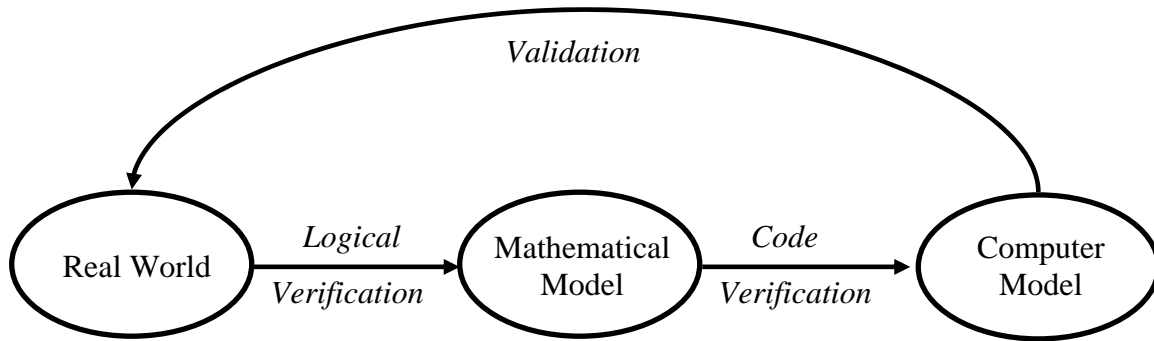 Validation
Real World
Logical
Verification
Mathematical
Model
Code
Verification
Computer
Model